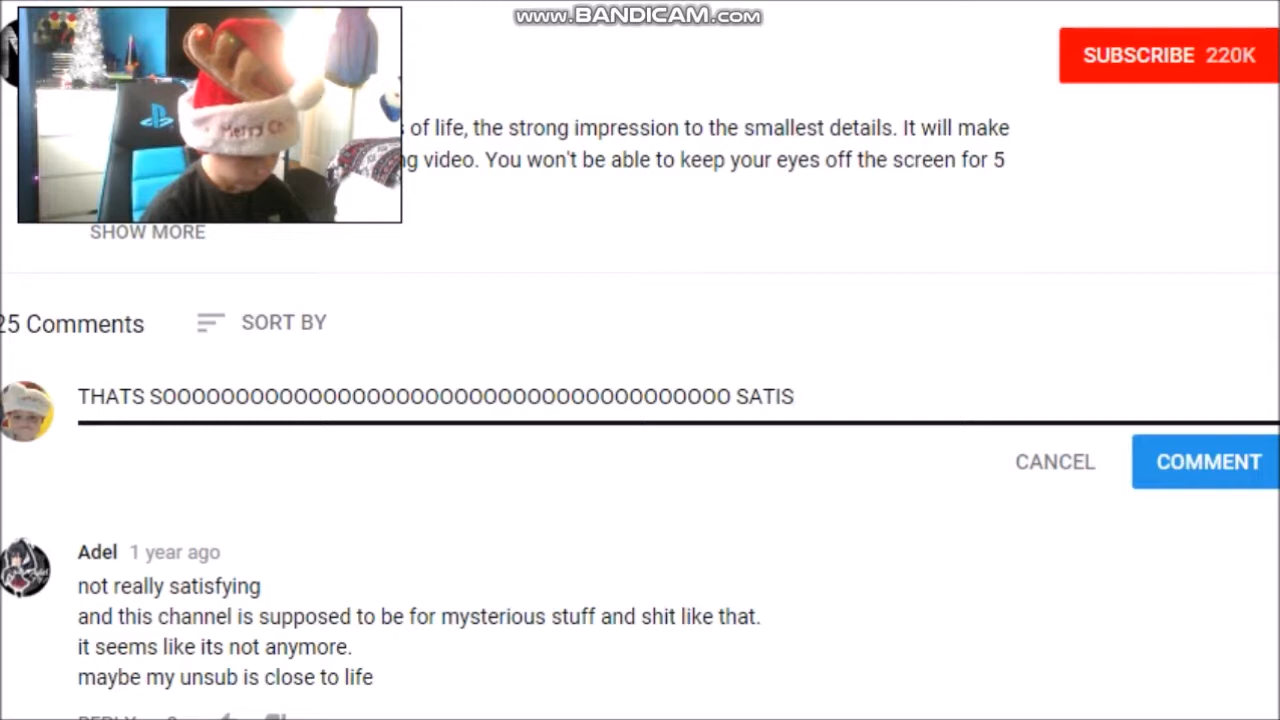 www.BANDICAM.com
SUBSCRIBE 220K
Merry
of life, the strong impression to the smallest details. It will make
video. You won't be able to keep your eyes off the screen for 5
SHOW MORE
25 Comments
SORT BY
THATS SOOOOOOOOOOOOOOOOOOOOOOOOOOOOOOOOOOOOOOO SATIS
CANCEL
COMMENT
Adel 1 year ago
not really satisfying
and this channel is supposed to be for mysterious stuff and shit like that.
it seems like its not anymore.
maybe my unsub is close to life
REPLY